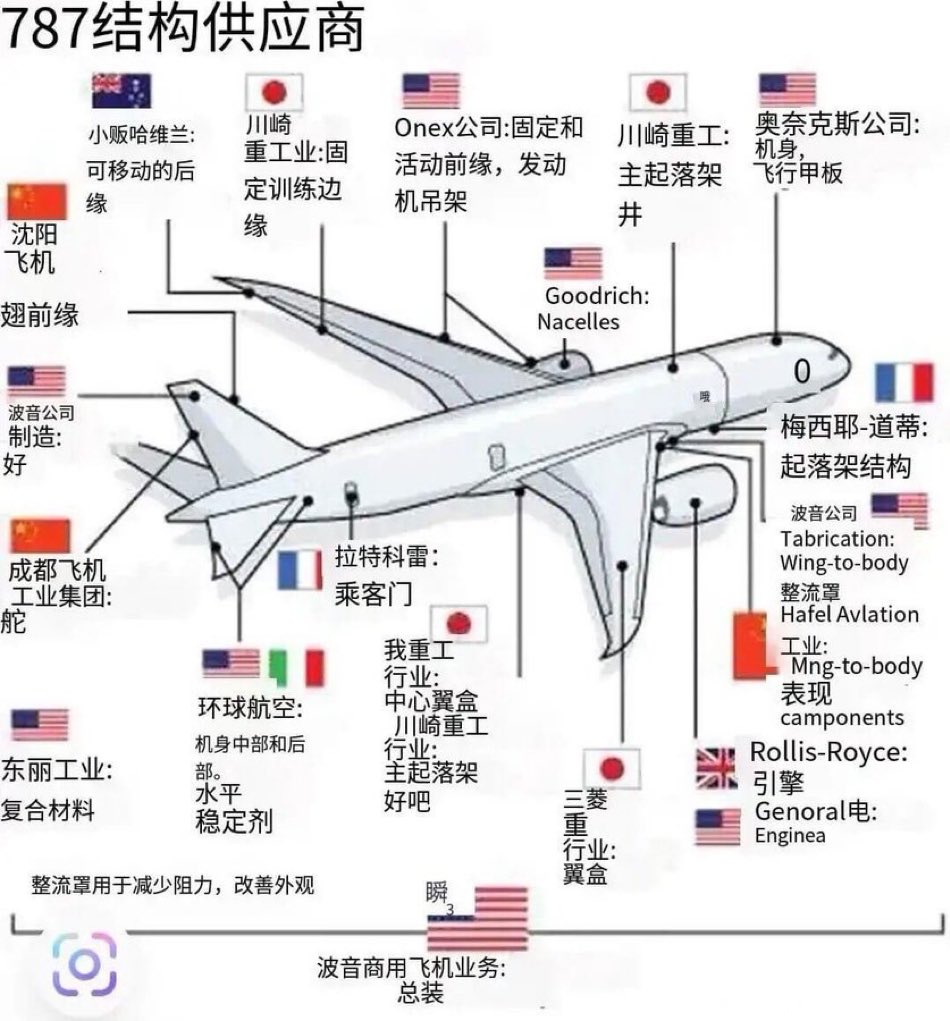 787结构供应商
小贩哈维兰:
可移动的后
缘
川崎
重工业:固
定训练边
缘
Onex公司:固定和
活动前缘，发动
机吊架
川崎重工:
主起落架
井
奥奈克斯公司:
机身,
飞行甲板
沈阳
飞机
翅前缘
Goodrich:
Nacelles
波音公司
制造:
好
哦
梅西耶-道蒂:
起落架结构
波音公司
Tabrication:
Wing-to-body
整流罩
Hafel Avlation
工业:
Mng-to-body
表现
camponents
成都飞机
工业集团:
舵
拉特科雷:
乘客门
环球航空:
机身中部和后
部。
水平
稳定剂
我重工
行业:
中心翼盒
川崎重工
行业:
主起落架
好吧
东丽工业:
复合材料
三菱
重
行业:
翼盒
Rollis-Royce:
引擎
Genoral电:
Enginea
整流罩用于减少阻力，改善外观
瞬
3
波音商用飞机业务:
总装